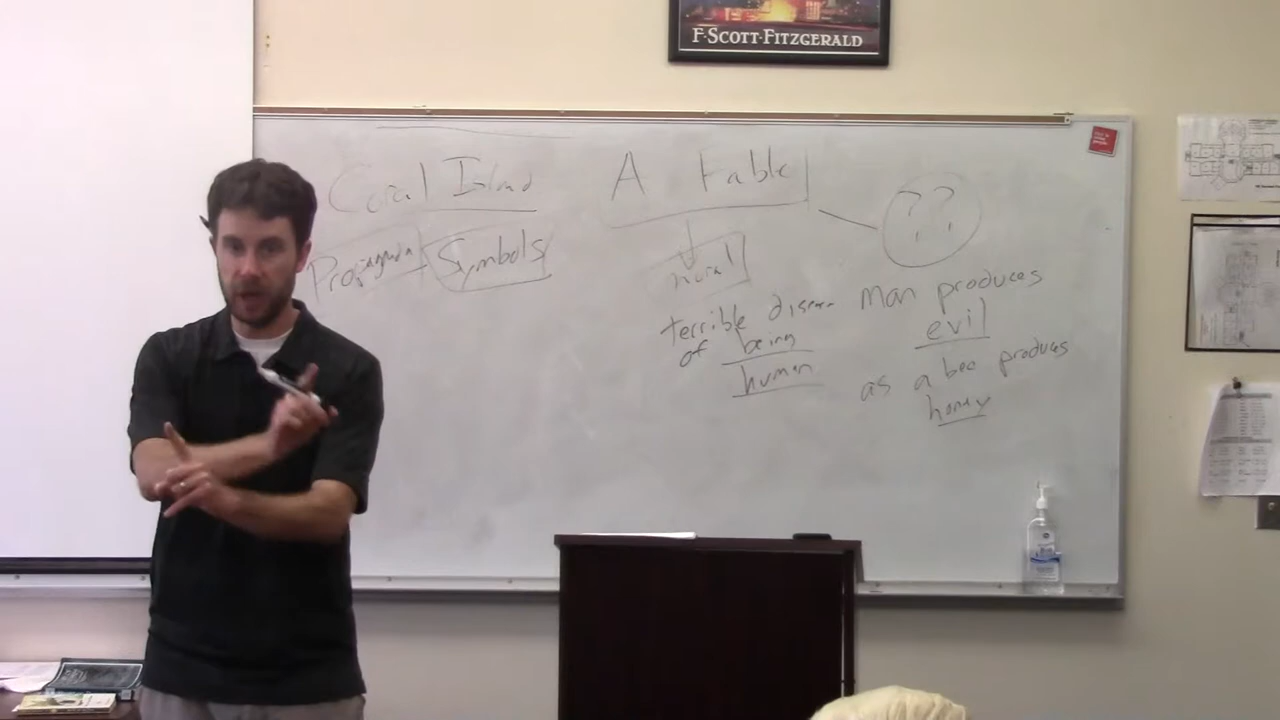 F·SCOTT·FITZGERALD
Coral Island
A Fable
??
Propaganda
Symbols
moral
terrible disease
of being
human
Man produces
evil
as a bee produces
honey